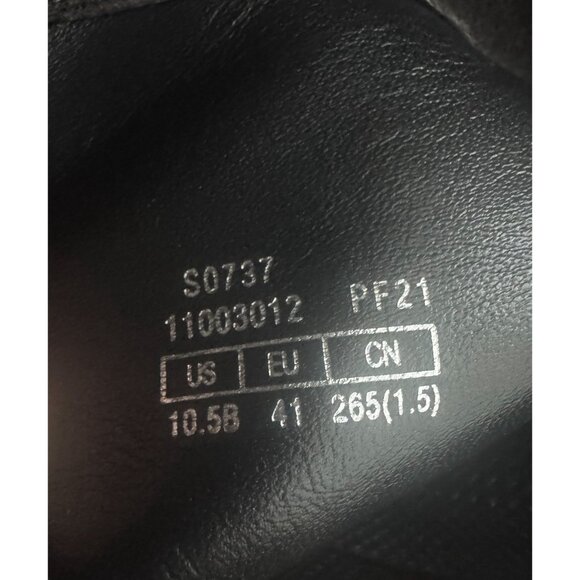 S0737
11003012 PF21
US EU CN
10.5B 41 265(1.5)